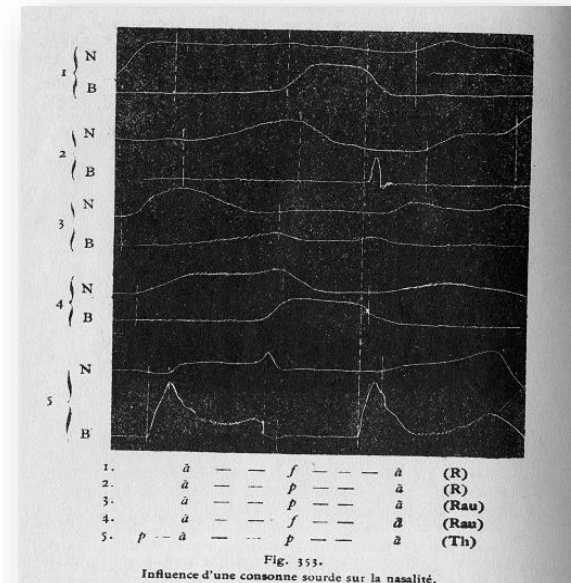 1 { N
B
2 { N
B
3 { N
B
4 { N
B
5 { N
B
1. à — — f — — — à (R)
2. à — — p — — à (R)
3. à — — p — — à (Rau)
4. à — — f — — à (Rau)
5. p — à — — p — — à (Th)
Fig. 353.
Influence d'une consonne sourde sur la nasalité.